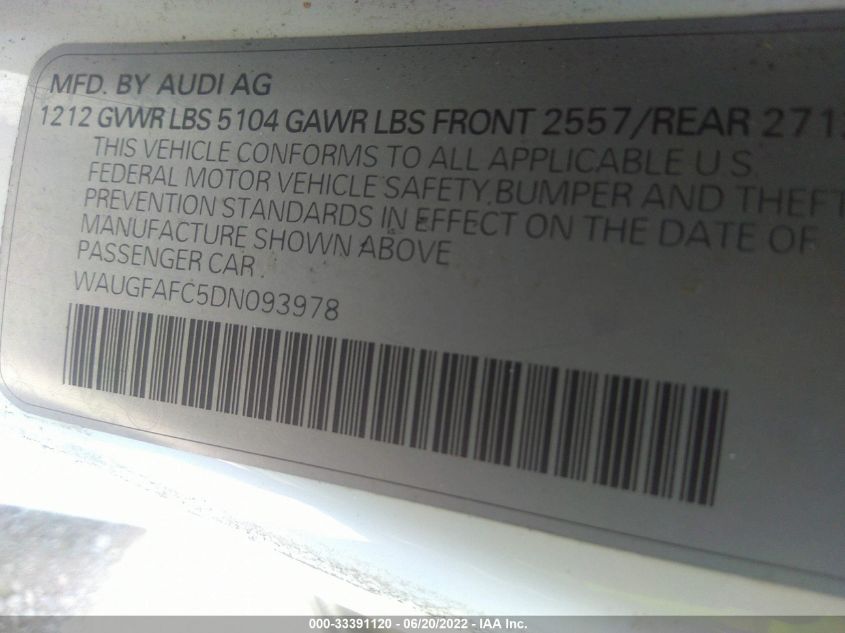 MFD. BY AUDI AG
1212 GVWR LBS 5104 GAWR LBS FRONT 2557/REAR 2712
THIS VEHICLE CONFORMS TO ALL APPLICABLE U S
FEDERAL MOTOR VEHICLE SAFETY, BUMPER AND THEFT
PREVENTION STANDARDS IN EFFECT ON THE DATE OF
MANUFACTURE SHOWN ABOVE
PASSENGER CAR
WAUGFAFC5DN093978
000-33391120 - 06/20/2022 - IAA Inc.